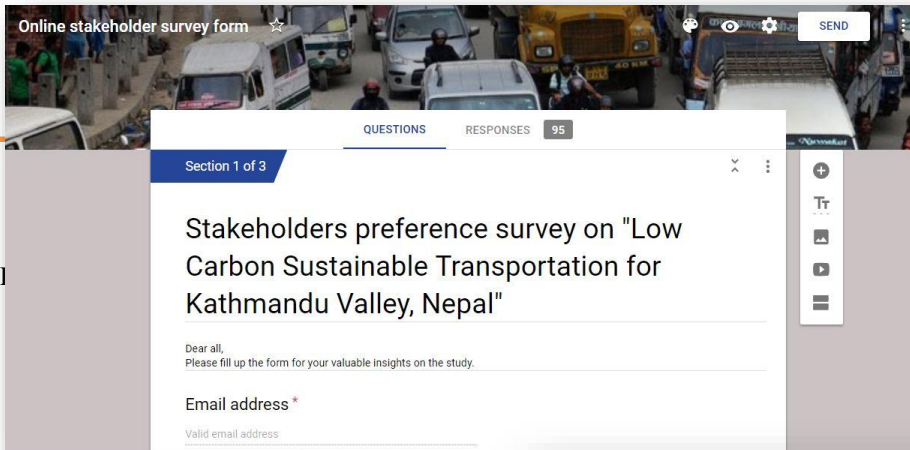 Online stakeholder survey form
SEND
QUESTIONS
RESPONSES 95
Section 1 of 3
Stakeholders preference survey on "Low
Carbon Sustainable Transportation for
Kathmandu Valley, Nepal"
Dear all,
Please fill up the form for your valuable insights on the study.
Email address *
Valid email address
Tт